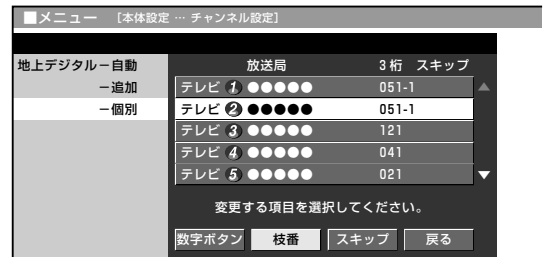 ■メニュー [本体設定 … チャンネル設定]
地上デジタル－自動
－追加
－個別
放送局 3桁 スキップ
テレビ 1 ●●●●● 051-1
テレビ 2 ●●●●● 051-1
テレビ 3 ●●●●● 121
テレビ 4 ●●●●● 041
テレビ 5 ●●●●● 021
変更する項目を選択してください。
数字ボタン 枝番 スキップ 戻る